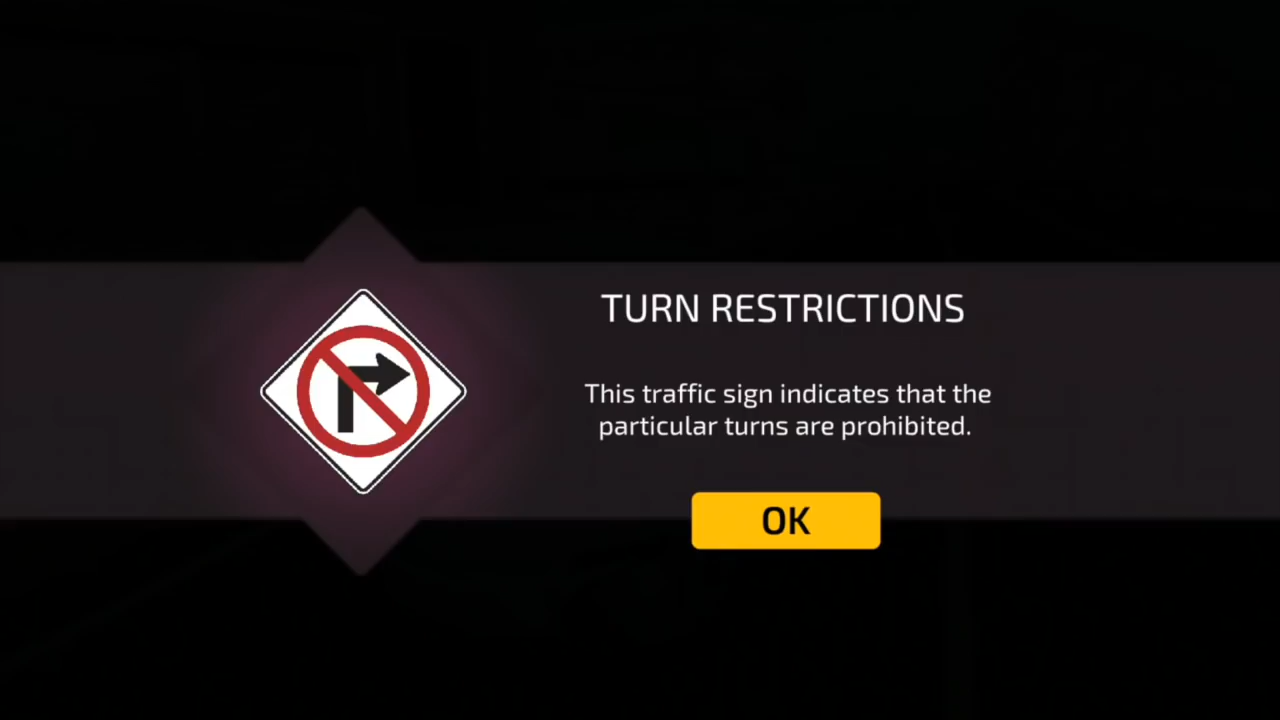 TURN RESTRICTIONS
This traffic sign indicates that the
particular turns are prohibited.
OK